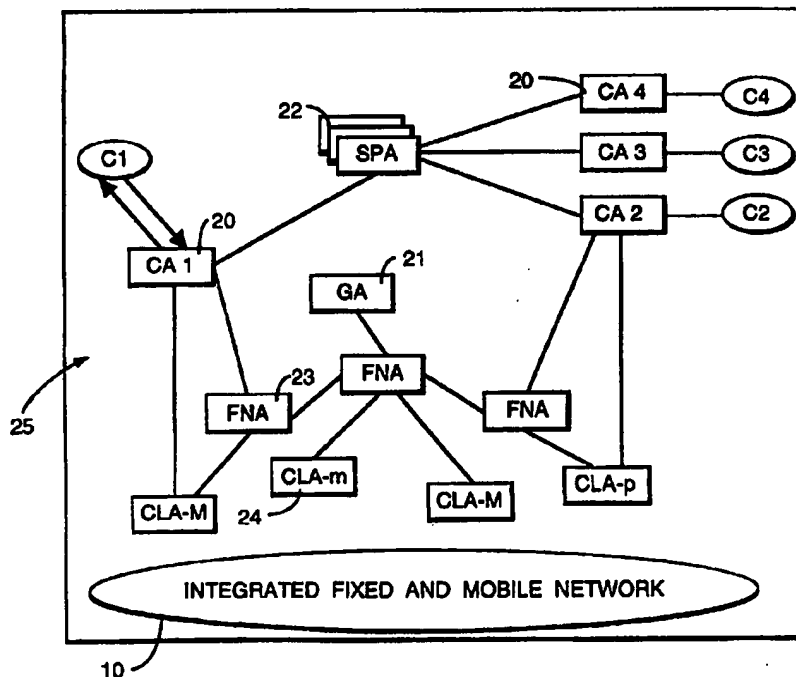 20
CA 4
C4
22
SPA
CA 3
C3
C1
CA 2
C2
20
CA 1
21
GA
23
FNA
FNA
FNA
25
CLA-m
CLA-p
CLA-M
24
CLA-M
INTEGRATED FIXED AND MOBILE NETWORK
10